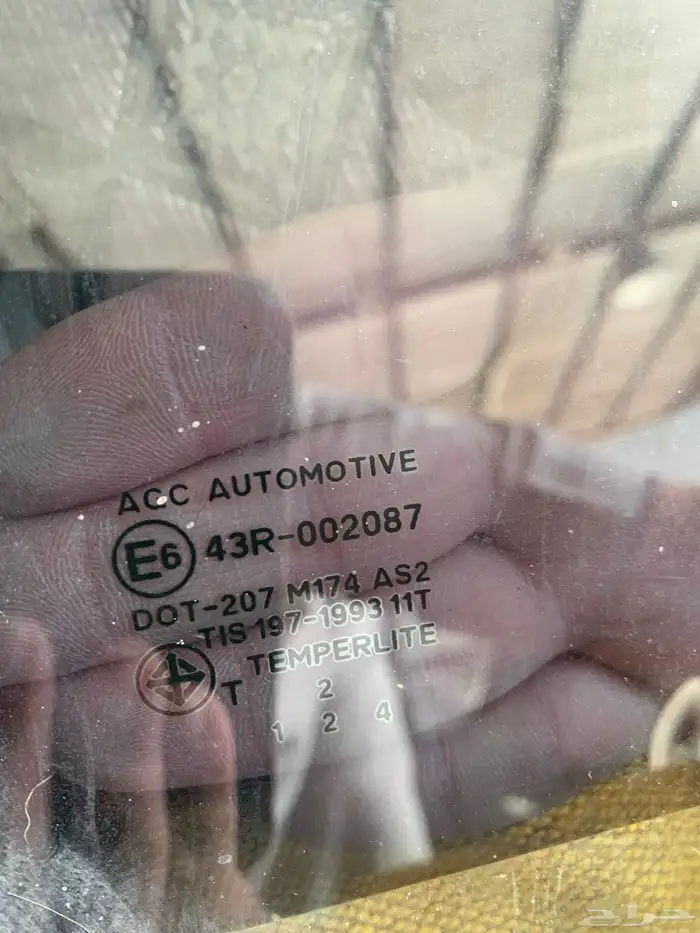 ACC AUTOMOTIVE
E6 43R-002087
DOT-207 M174 AS2
TIS 197-1993 11T
TEMPERLITE
T 2
1 2 4
حراج